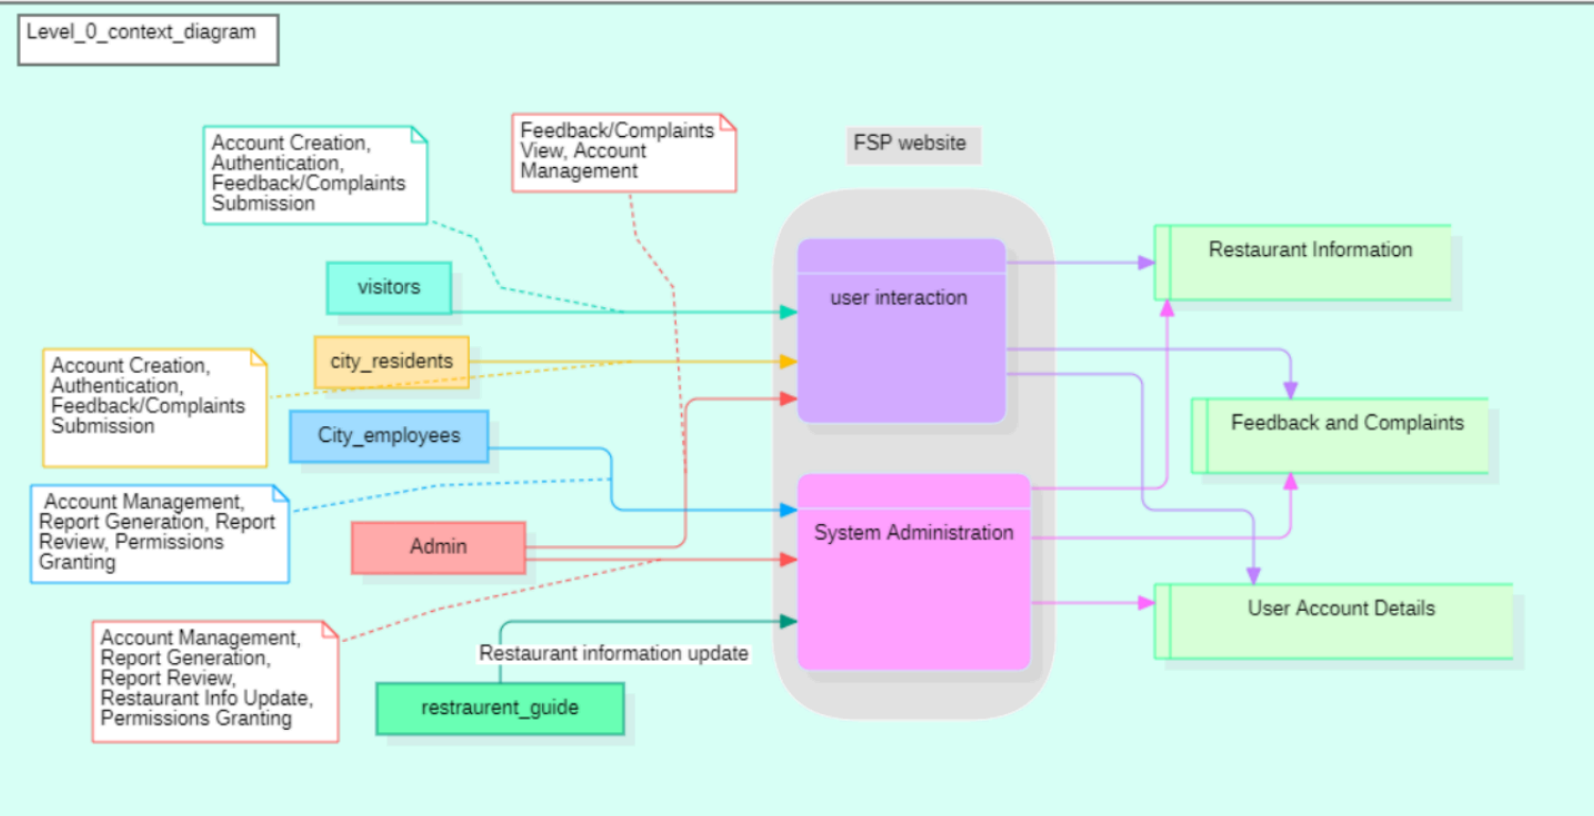 Level_0_context_diagram
Account Creation,
Authentication,
Feedback/Complaints
Submission
Feedback/Complaints
View, Account
Management
FSP website
visitors
user interaction
Restaurant Information
city_residents
Account Creation,
Authentication,
Feedback/Complaints
Submission
City_employees
Feedback and Complaints
Account Management,
Report Generation, Report
Review, Permissions
Granting
Admin
System Administration
User Account Details
Account Management,
Report Generation,
Report Review,
Restaurant Info Update,
Permissions Granting
Restaurant information update
restraurent_guide